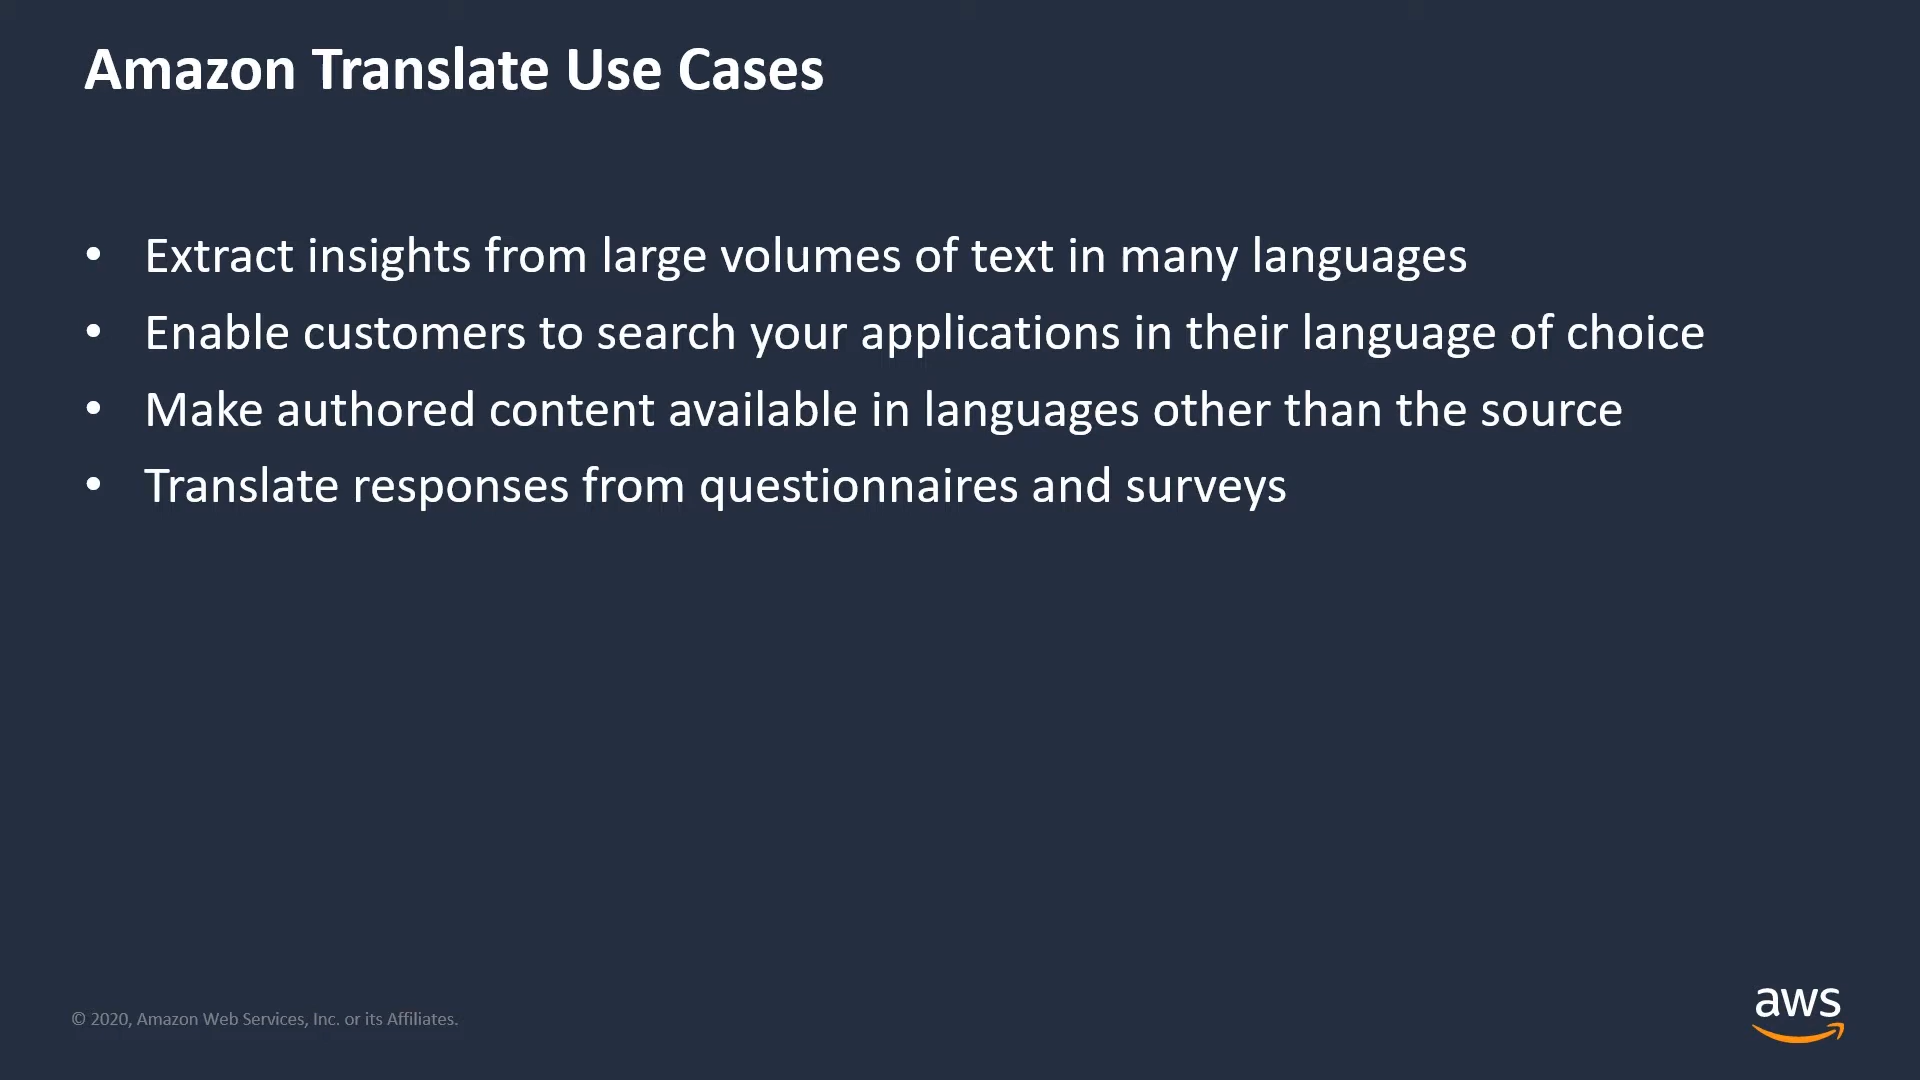 Amazon Translate Use Cases
• Extract insights from large volumes of text in many languages
• Enable customers to search your applications in their language of choice
• Make authored content available in languages other than the source
• Translate responses from questionnaires and surveys
© 2020, Amazon Web Services, Inc. or its Affiliates.
aws